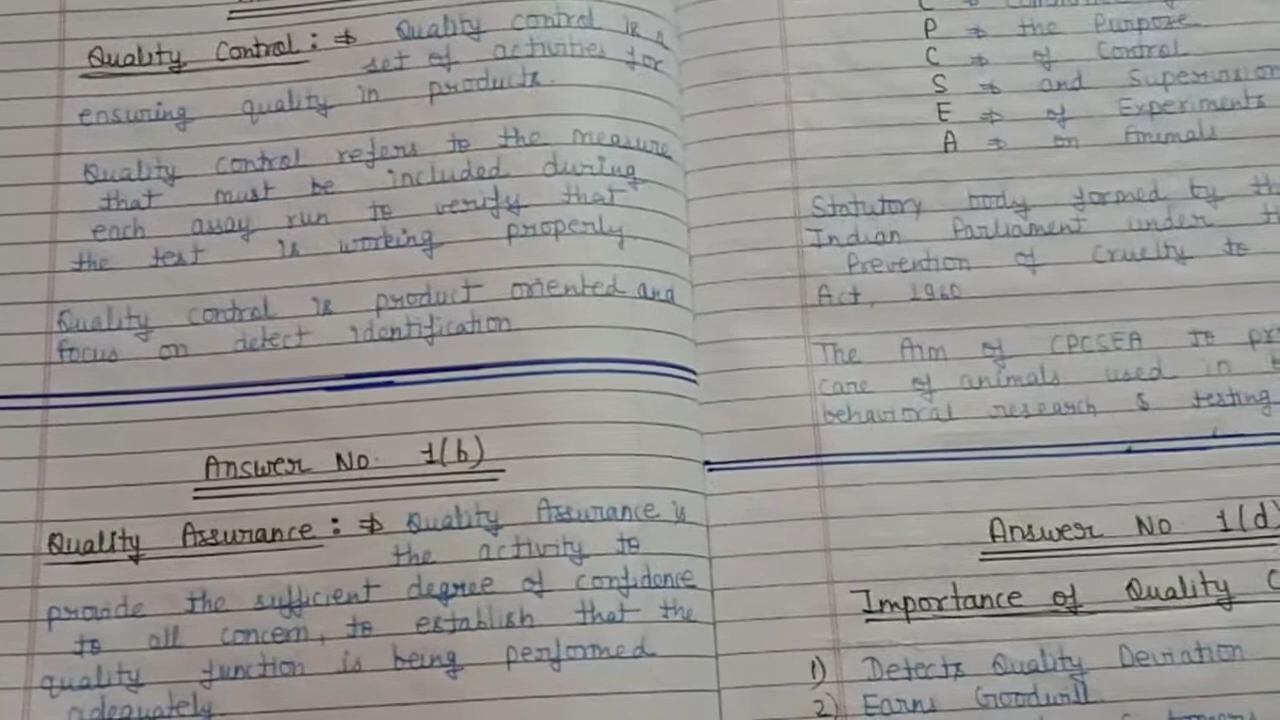 Quality Control : ⇒ Quality control is a
set of activities for
ensuring quality in products.
Quality control refers to the measure
that must be included during
each assay run to verify that
the test is working properly
Quality control is product oriented and
focus on detect identification
Answer No. 1(b)
Quality Assurance : ⇒ Quality Assurance is
the activity to
provide the sufficient degree of confidence
to all concern, to establish that the
quality function is being performed
adequately
P ⇒ the Purpose
C ⇒ of Control
S ⇒ and Supervision
E ⇒ of Experiments
A ⇒ on Animals
Statutory body formed by
Indian Parliament under
Prevention of Cruelty to
Act, 1960
The Aim of CPCSEA to
care of animals used in
behavioral research & testing
Answer No 1(d)
Importance of Quality C
1) Detects Quality Deviation
2) Earns Goodwill